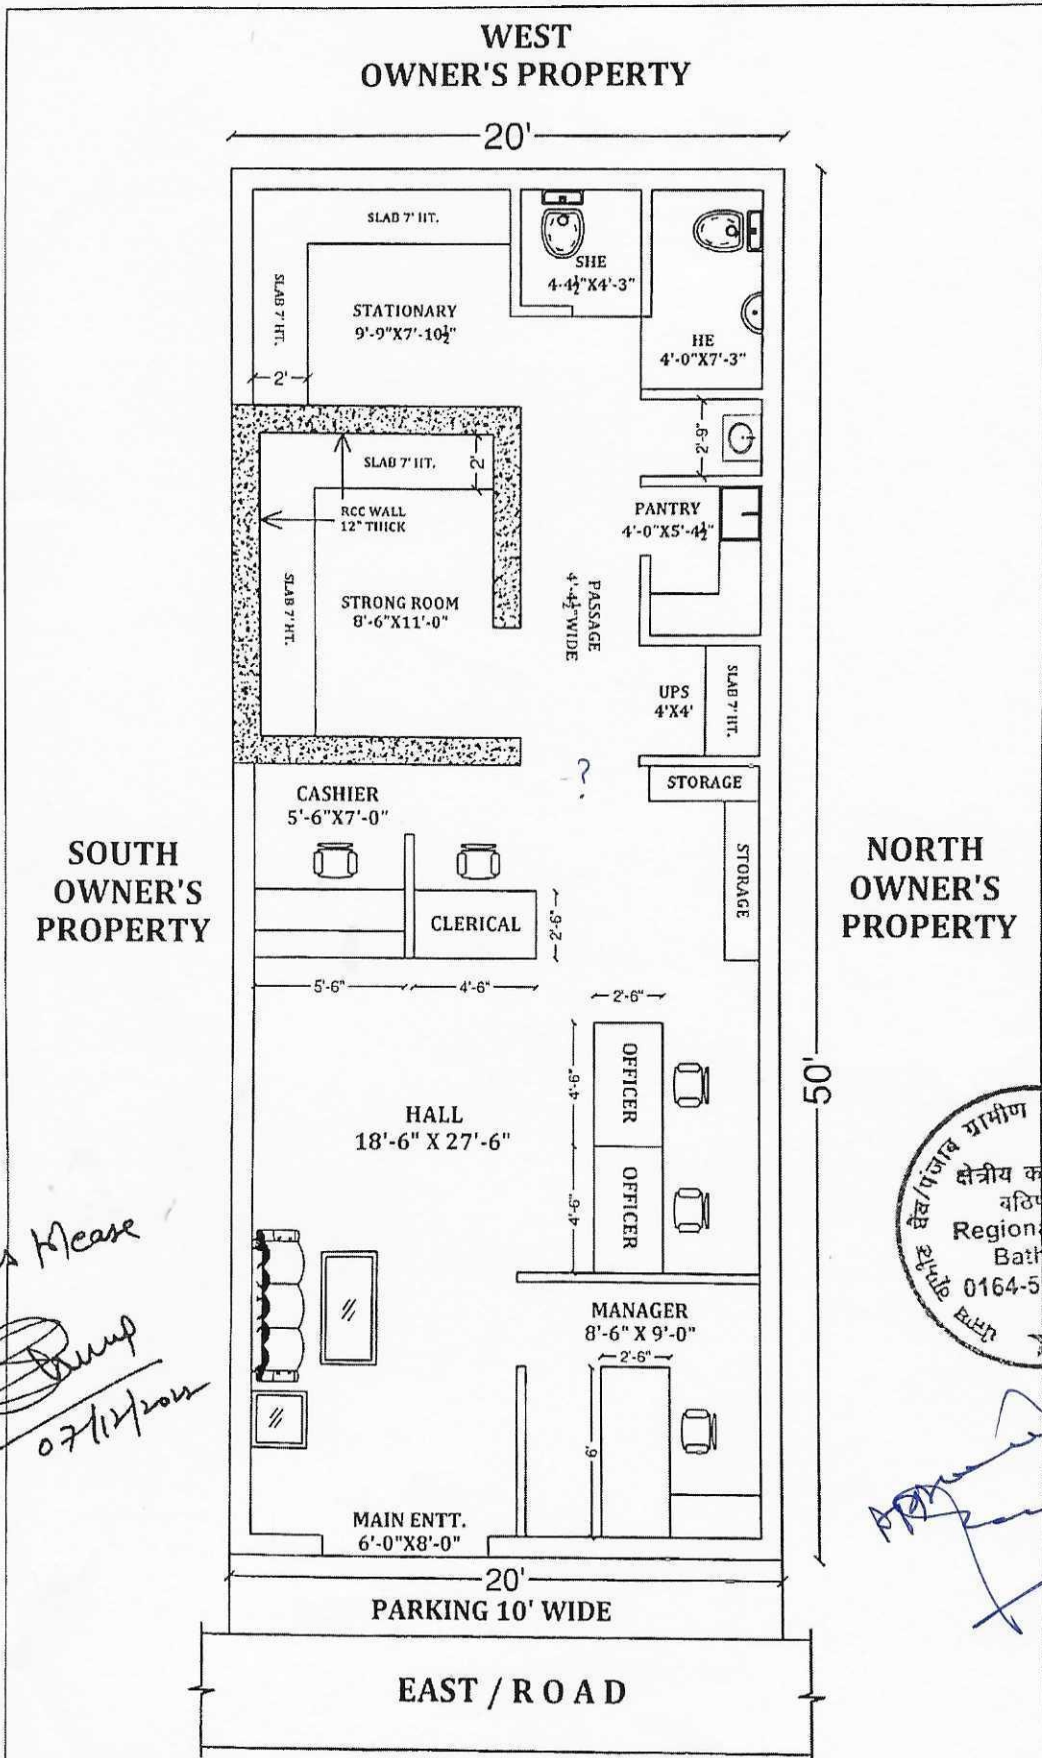 WEST
OWNER'S PROPERTY
20'
SLAB 7' HT.
SLAB 7' HT.
STATIONARY
9'-9"X7'-10½"
2'
SHE
4-4½"X4'-3"
HE
4'-0"X7'-3"
2'-9"
SLAB 7' HT.
2'
RCC WALL
12" THICK
PANTRY
4'-0"X5'-4½"
SLAB 7' HT.
STRONG ROOM
8'-6"X11'-0"
PASSAGE
4'-4½" WIDE
UPS
4'X4'
SLAB 7' HT.
?
STORAGE
STORAGE
CASHIER
5'-6"X7'-0"
CLERICAL
2'-6"
5'-6"
4'-6"
SOUTH
OWNER'S
PROPERTY
NORTH
OWNER'S
PROPERTY
50'
2'-6"
4'-6"
OFFICER
4'-6"
OFFICER
HALL
18'-6" X 27'-6"
MANAGER
8'-6" X 9'-0"
2'-6"
6'
MAIN ENTT.
6'-0"X8'-0"
20'
PARKING 10' WIDE
EAST / ROAD
07/12/2022
पंजाब ग्रामीण
क्षेत्रीय
Regiona
Bath
0164-5